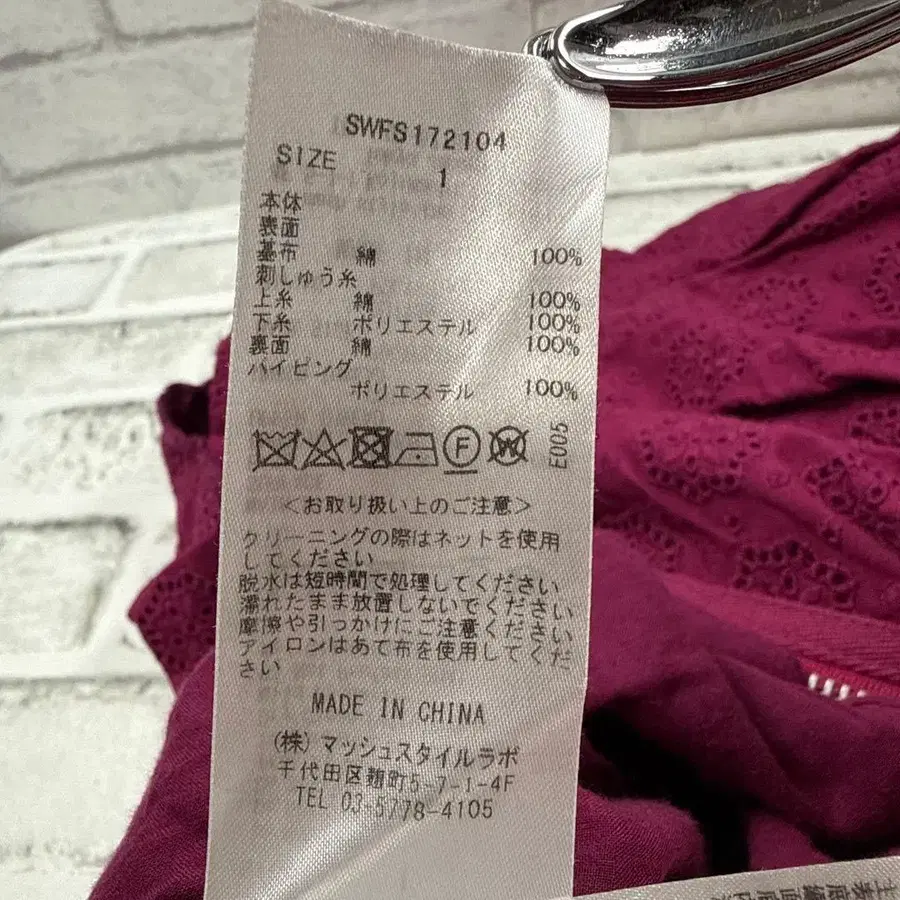 SWFS172104
SIZE 1
本体
表面
基布 綿 100%
刺しゅう糸
上糸 綿 100%
下糸 ポリエステル 100%
裏面 綿 100%
パイピング
ポリエステル 100%
F
W
E005
＜お取り扱い上のご注意＞
クリーニングの際はネットを使用
してください
脱水は短時間で処理してください
濡れたまま放置しないでください
摩擦や引っかけにご注意ください
アイロンはあて布を使用してくだ
さい
MADE IN CHINA
(株)マッシュスタイルラボ
千代田区麹町5-7-1-4F
TEL 03-5778-4105